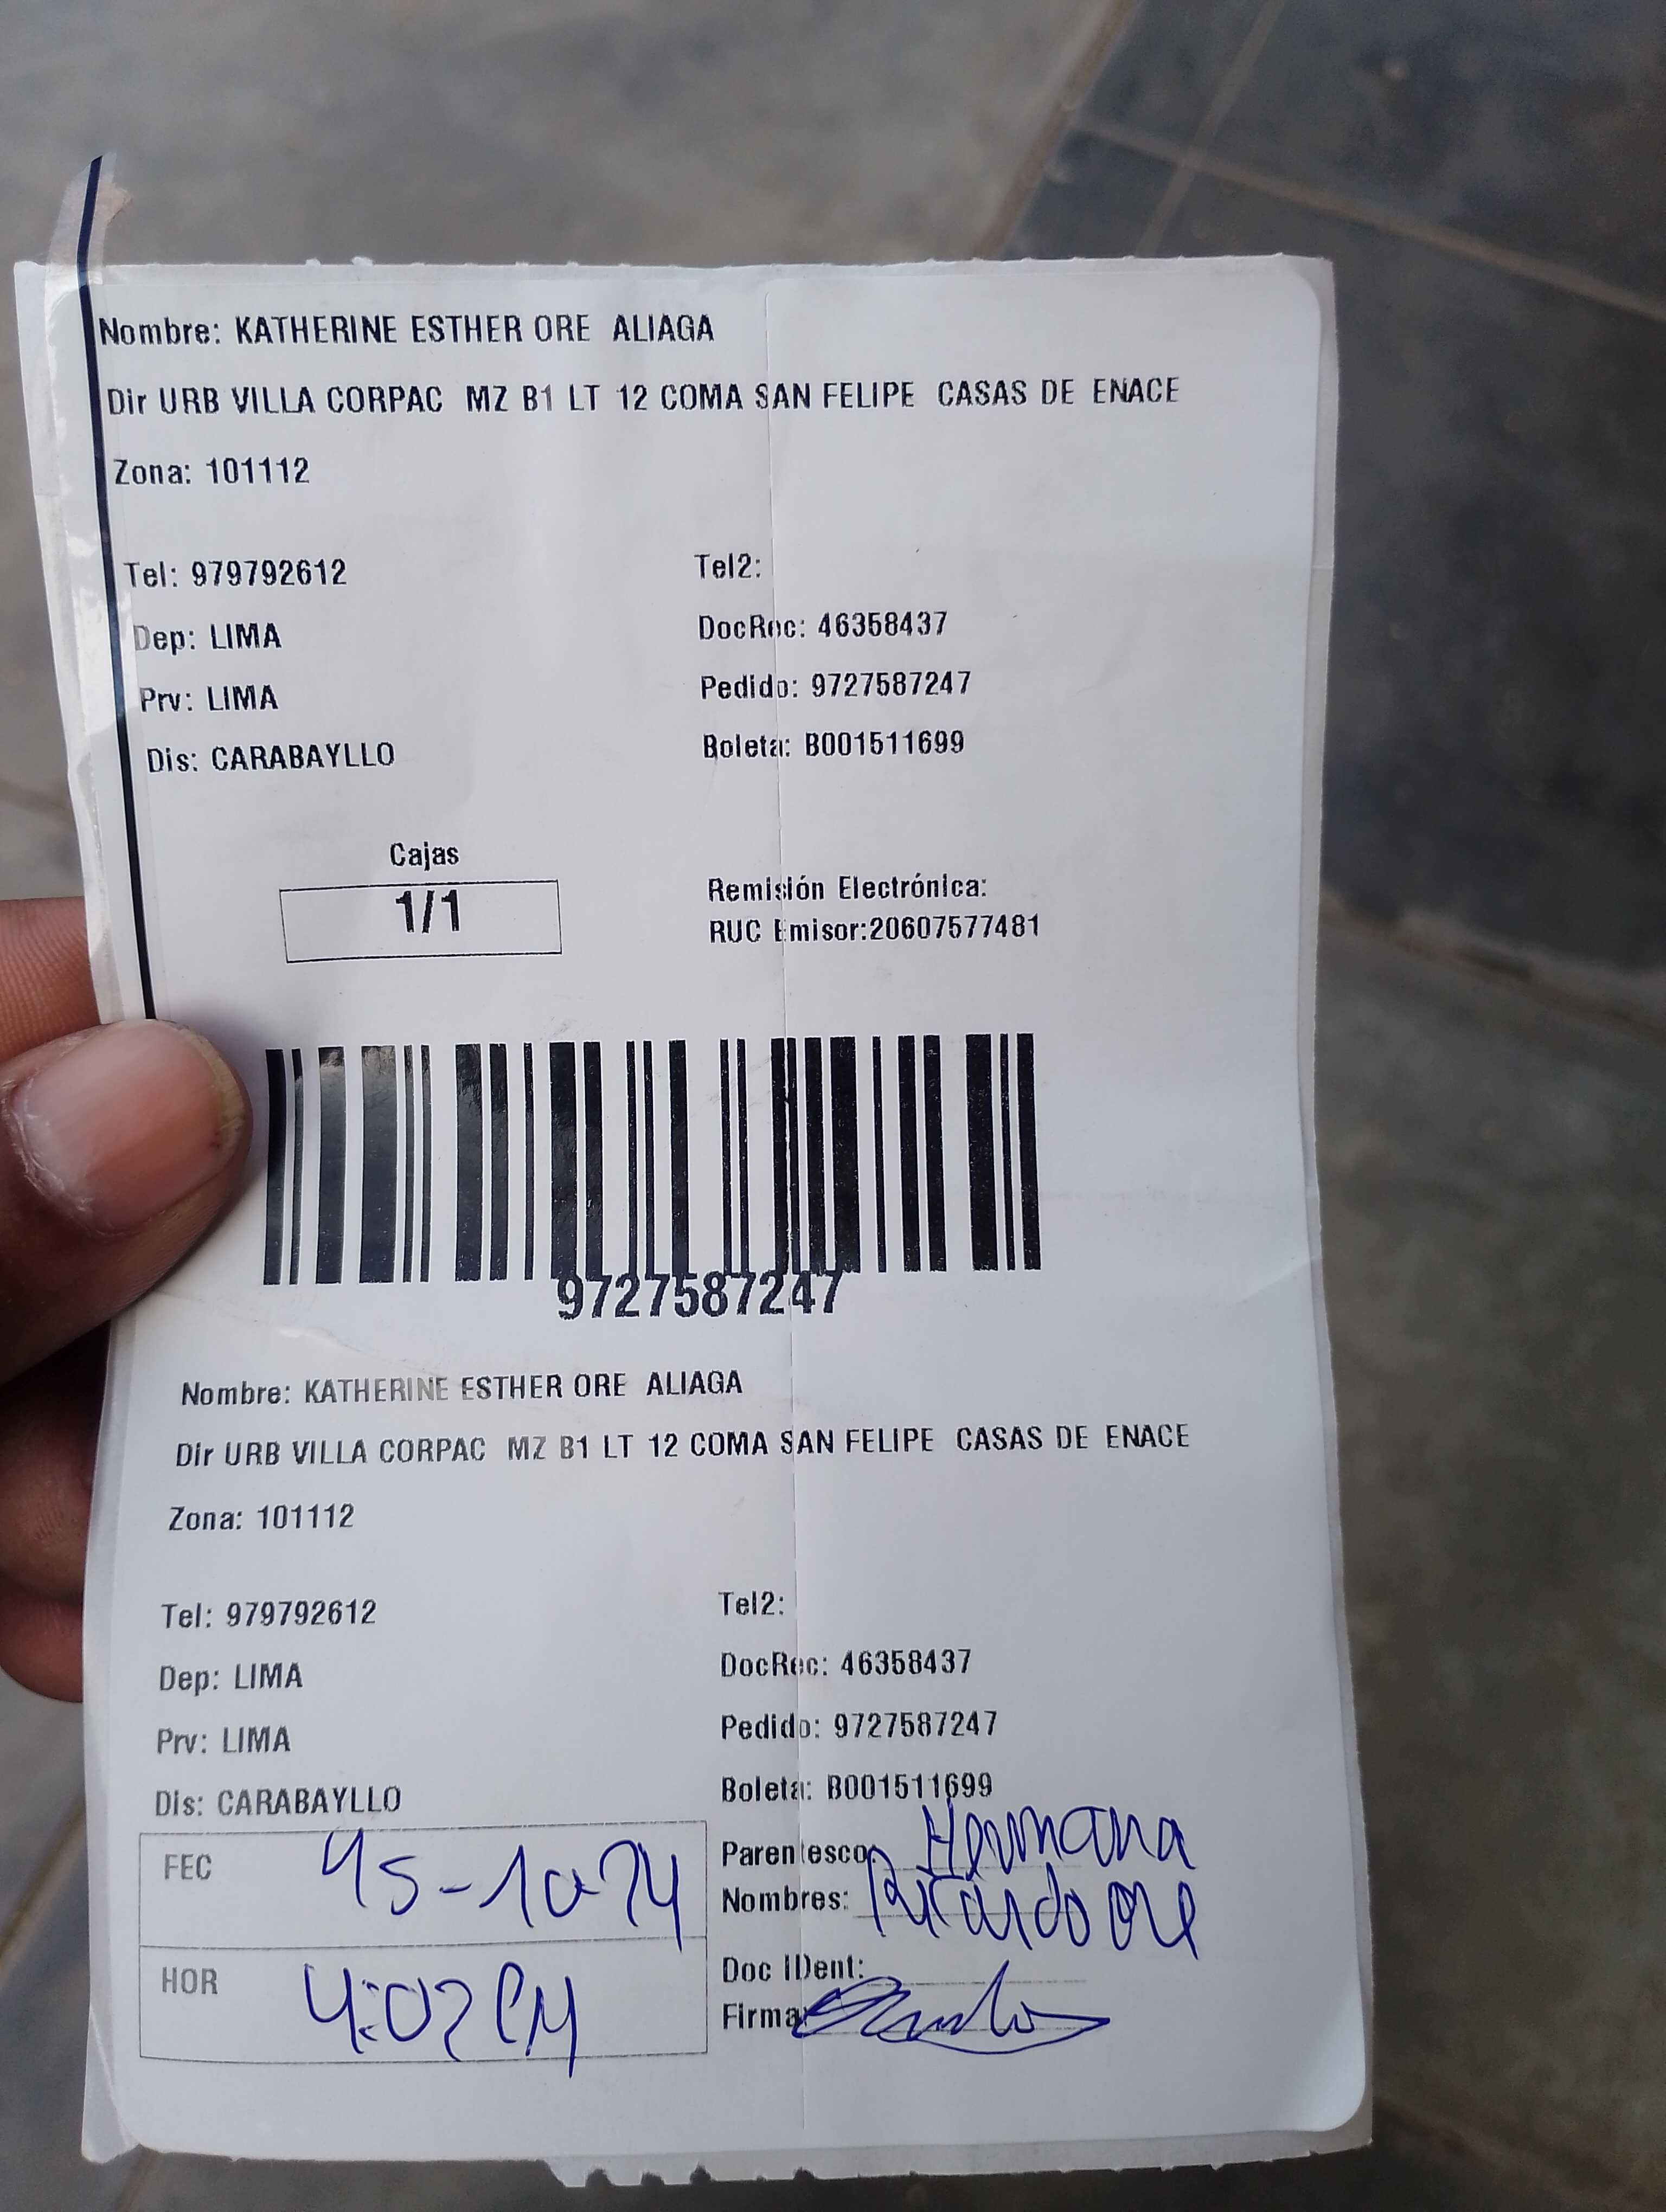 Nombre: KATHERINE ESTHER ORE ALIAGA
Dir URB VILLA CORPAC MZ B1 LT 12 COMA SAN FELIPE CASAS DE ENACE
Zona: 101112
Tel: 979792612 Tel2:
Dep: LIMA DocRec: 46358437
Prv: LIMA Pedido: 9727587247
Dis: CARABAYLLO Boleta: B001511699
Cajas
1/1
Remisión Electrónica:
RUC Emisor:20607577481
9727587247
Nombre: KATHERINE ESTHER ORE ALIAGA
Dir URB VILLA CORPAC MZ B1 LT 12 COMA SAN FELIPE CASAS DE ENACE
Zona: 101112
Tel: 979792612 Tel2:
Dep: LIMA DocRec: 46358437
Prv: LIMA Pedido: 9727587247
Dis: CARABAYLLO Boleta: B001511699
FEC
HOR 4:02 PM
Parentesco: Hermana
Nombres: Ricardo Ore
Doc IDent:
Firma: